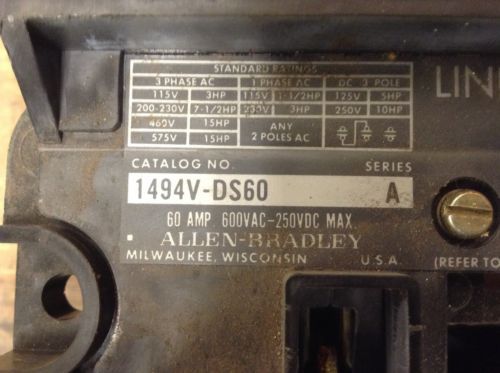 STANDARD RATINGS
3 PHASE AC 1 PHASE AC DC 3 POLE
115V 3HP 115V 1-1/2HP 125V 5HP
200-230V 7-1/2HP 230V 3HP 250V 10HP
460V 15HP ANY
575V 15HP 2 POLES AC
LIN
CATALOG NO. SERIES
1494V-DS60 A
60 AMP. 600VAC-250VDC MAX.
ALLEN-BRADLEY
MILWAUKEE, WISCONSIN U.S.A. (REFER TO